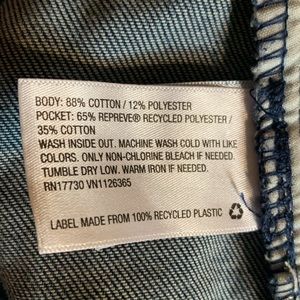 BODY: 88% COTTON / 12% POLYESTER
POCKET: 65% REPREVE® RECYCLED POLYESTER /
35% COTTON
WASH INSIDE OUT. MACHINE WASH COLD WITH LIKE
COLORS. ONLY NON-CHLORINE BLEACH IF NEEDED.
TUMBLE DRY LOW. WARM IRON IF NEEDED.
RN17730 VN1126365
LABEL MADE FROM 100% RECYCLED PLASTIC